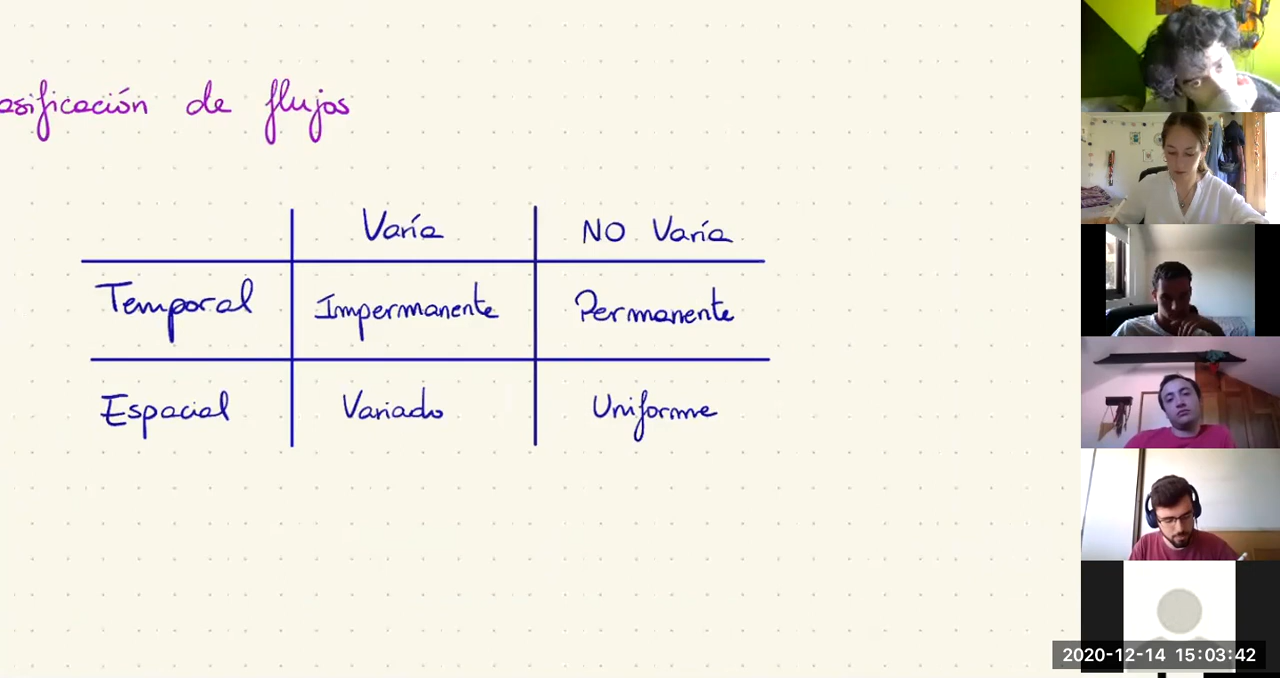 asificación de flujos
Varía NO Varía
Temporal Impermanente Permanente
Espacial Variado Uniforme
2020-12-14 15:03:42